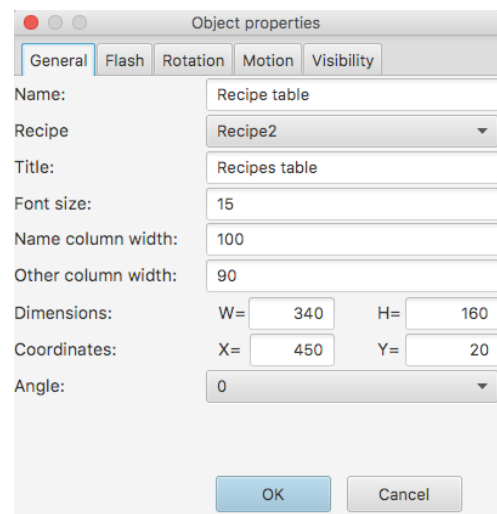 Object properties
General Flash Rotation Motion Visibility
Name: Recipe table
Recipe Recipe2
Title: Recipes table
Font size: 15
Name column width: 100
Other column width: 90
Dimensions: W= 340 H= 160
Coordinates: X= 450 Y= 20
Angle: 0
OK Cancel